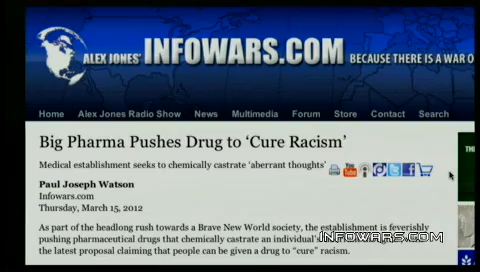 ALEX JONES' INFOWARS.COM BECAUSE THERE IS A WAR O
Home Alex Jones Radio Show News Multimedia Forum Store Contact Search
Big Pharma Pushes Drug to ‘Cure Racism’
Medical establishment seeks to chemically castrate ‘aberrant thoughts’
You Tube
Paul Joseph Watson
Infowars.com
Thursday, March 15, 2012
As part of the headlong rush towards a Brave New World society, the establishment is feverishly
pushing pharmaceutical drugs that chemically castrate an individual's
the latest proposal claiming that people can be given a drug to “cure” racism.
INFOWARS.COM